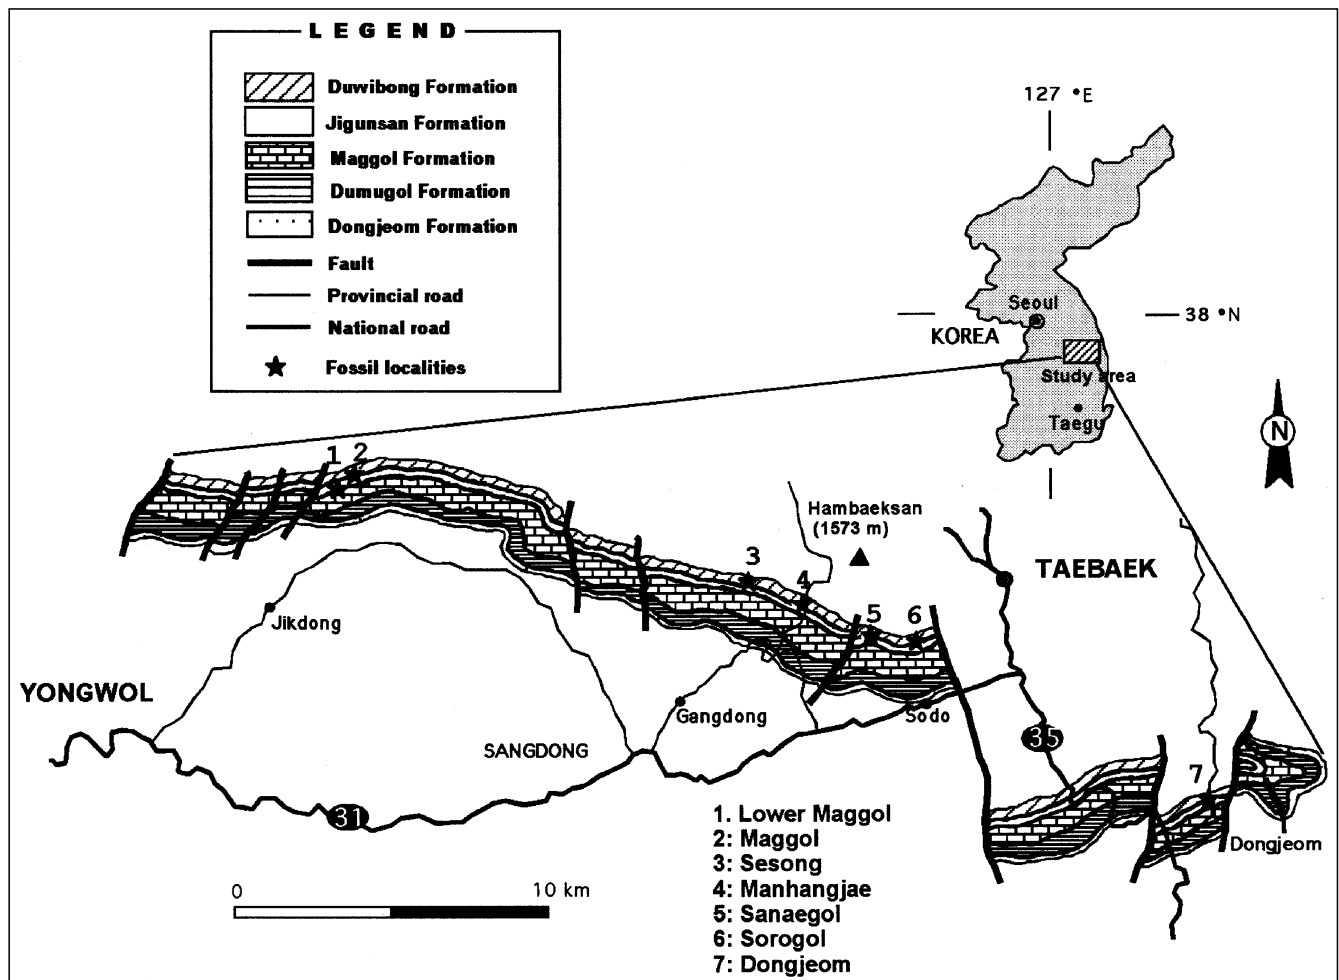 LEGEND
Duwibong Formation
Jigunsan Formation
Maggol Formation
Dumugol Formation
Dongjeom Formation
Fault
Provincial road
National road
Fossil localities
127 °E
Seoul
38 °N
KOREA
Study area
Taegu
N
1
2
Hambaeksan
(1573 m)
3
4
TAEBAEK
5
6
Jikdong
YONGWOL
Gangdong
Sodo
SANGDONG
35
7
31
Dongjeom
1. Lower Maggol
2: Maggol
3: Sesong
4: Manhangjae
5: Sanaegol
6: Sorogol
7: Dongjeom
0
10 km